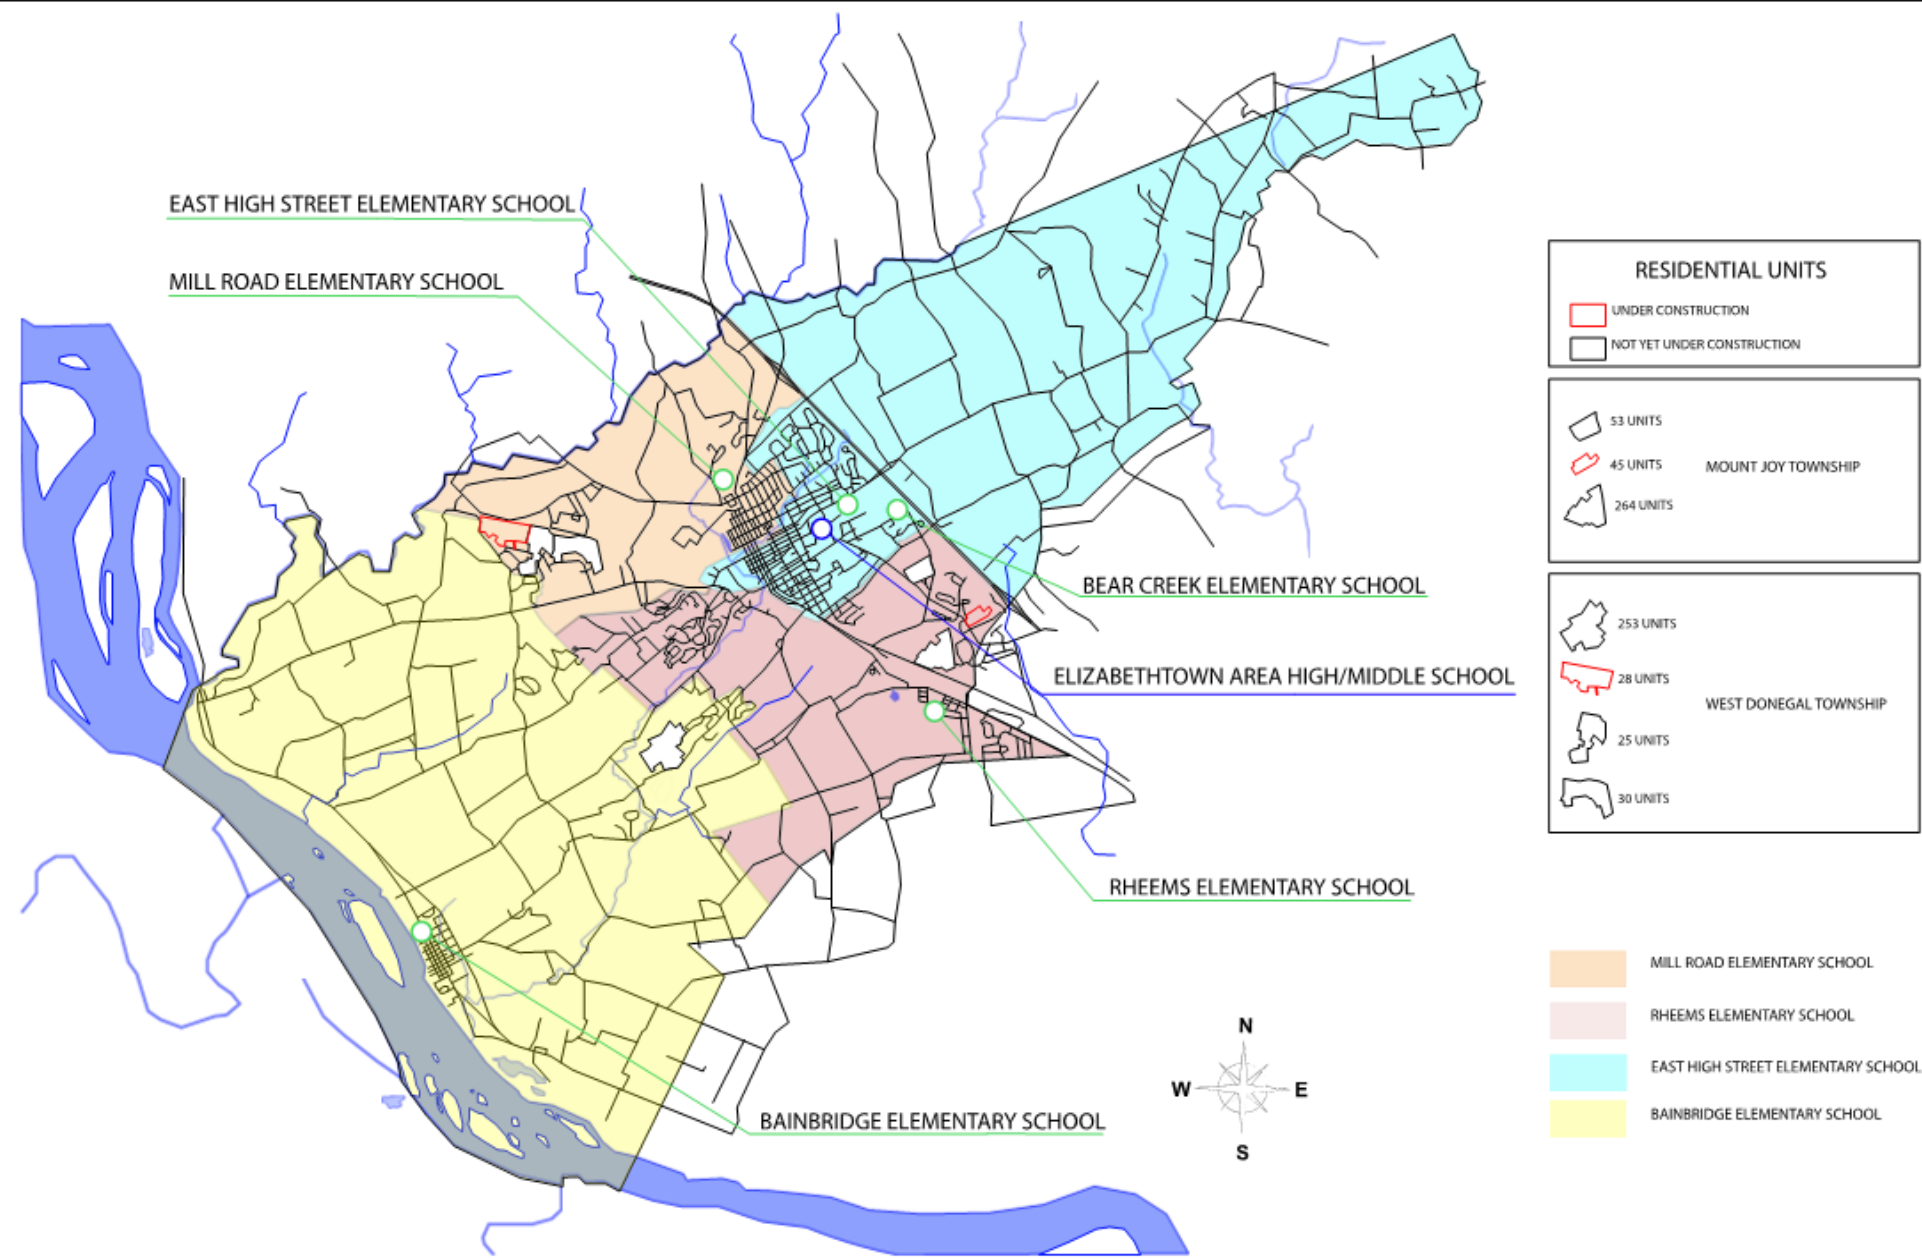 EAST HIGH STREET ELEMENTARY SCHOOL
MILL ROAD ELEMENTARY SCHOOL
BEAR CREEK ELEMENTARY SCHOOL
ELIZABETHTOWN AREA HIGH/MIDDLE SCHOOL
RHEEMS ELEMENTARY SCHOOL
BAINBRIDGE ELEMENTARY SCHOOL
N
W
E
S
RESIDENTIAL UNITS
UNDER CONSTRUCTION
NOT YET UNDER CONSTRUCTION
53 UNITS
45 UNITS
MOUNT JOY TOWNSHIP
264 UNITS
253 UNITS
28 UNITS
WEST DONEGAL TOWNSHIP
25 UNITS
30 UNITS
MILL ROAD ELEMENTARY SCHOOL
RHEEMS ELEMENTARY SCHOOL
EAST HIGH STREET ELEMENTARY SCHOOL
BAINBRIDGE ELEMENTARY SCHOOL